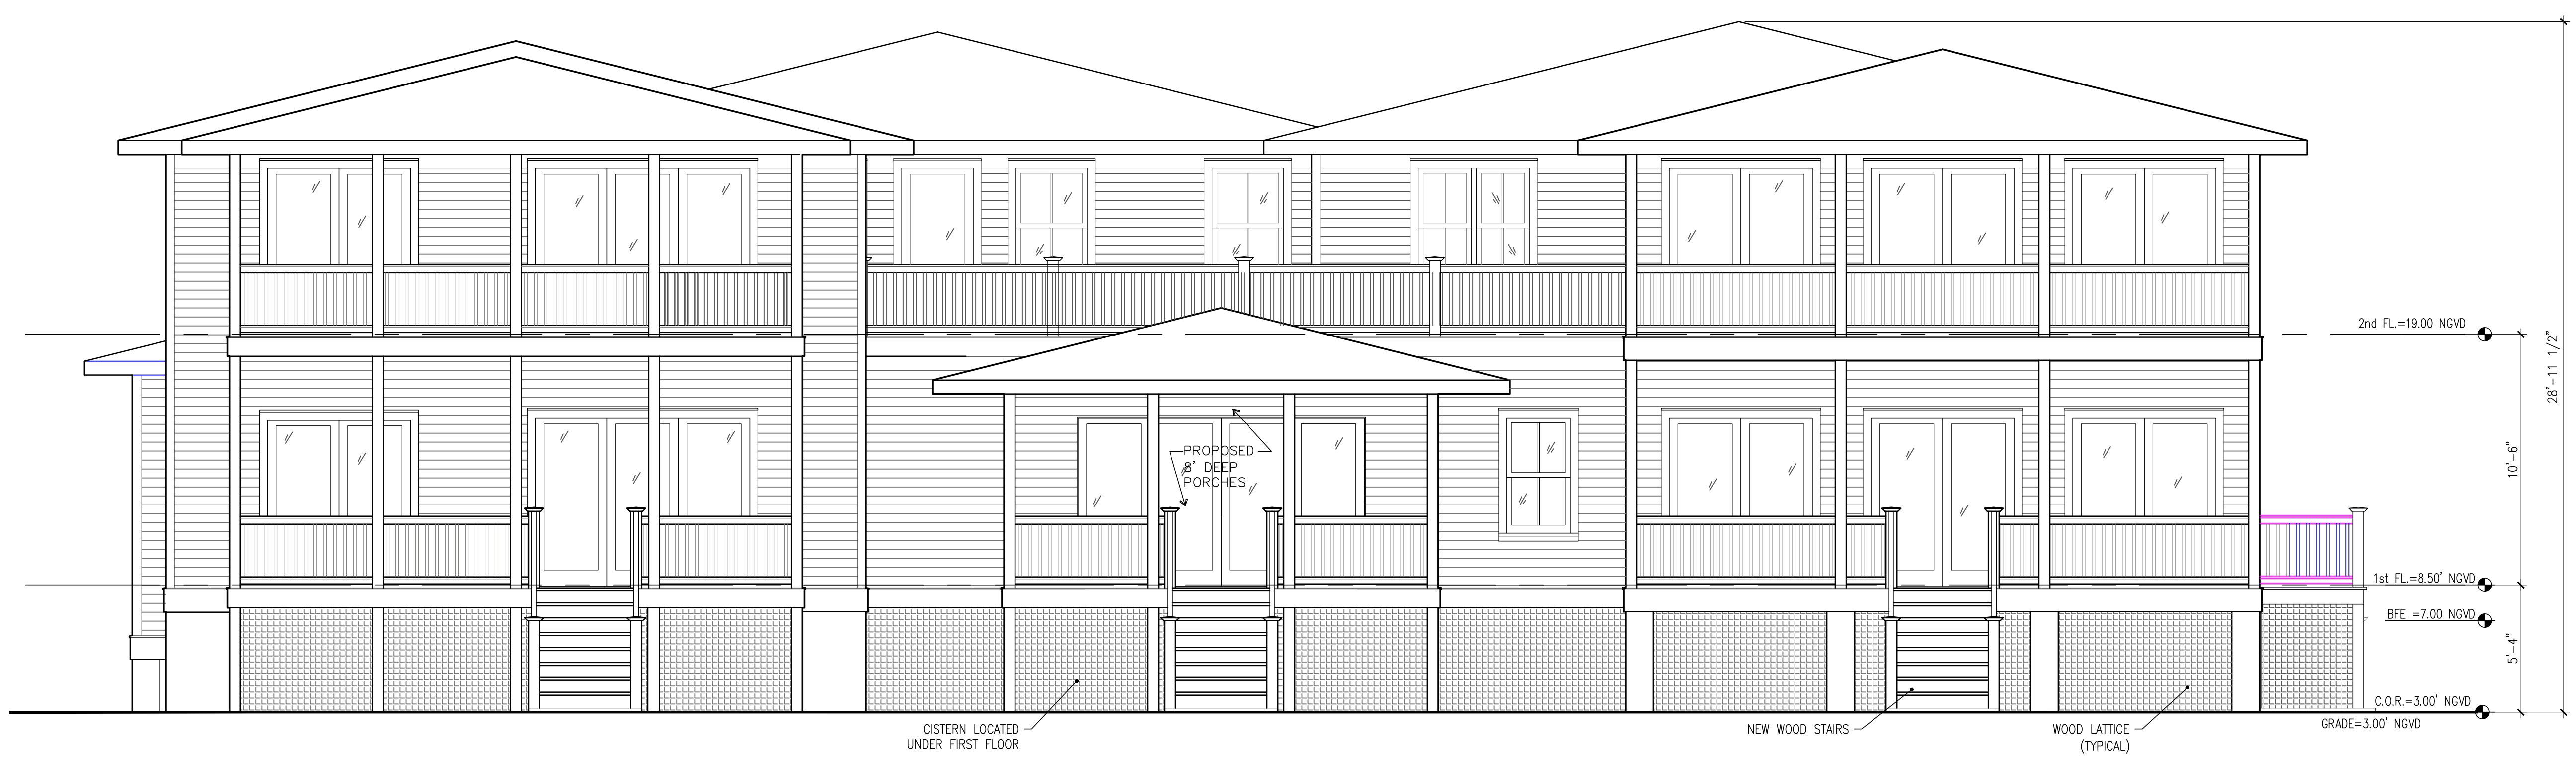 2nd FL.=19.00 NGVD
28'-11 1/2"
PROPOSED
8' DEEP
PORCHES
10'-6"
1st FL.=8.50' NGVD
BFE =7.00 NGVD
5'-4"
C.O.R.=3.00' NGVD
GRADE=3.00' NGVD
CISTERN LOCATED
UNDER FIRST FLOOR
NEW WOOD STAIRS
WOOD LATTICE
(TYPICAL)